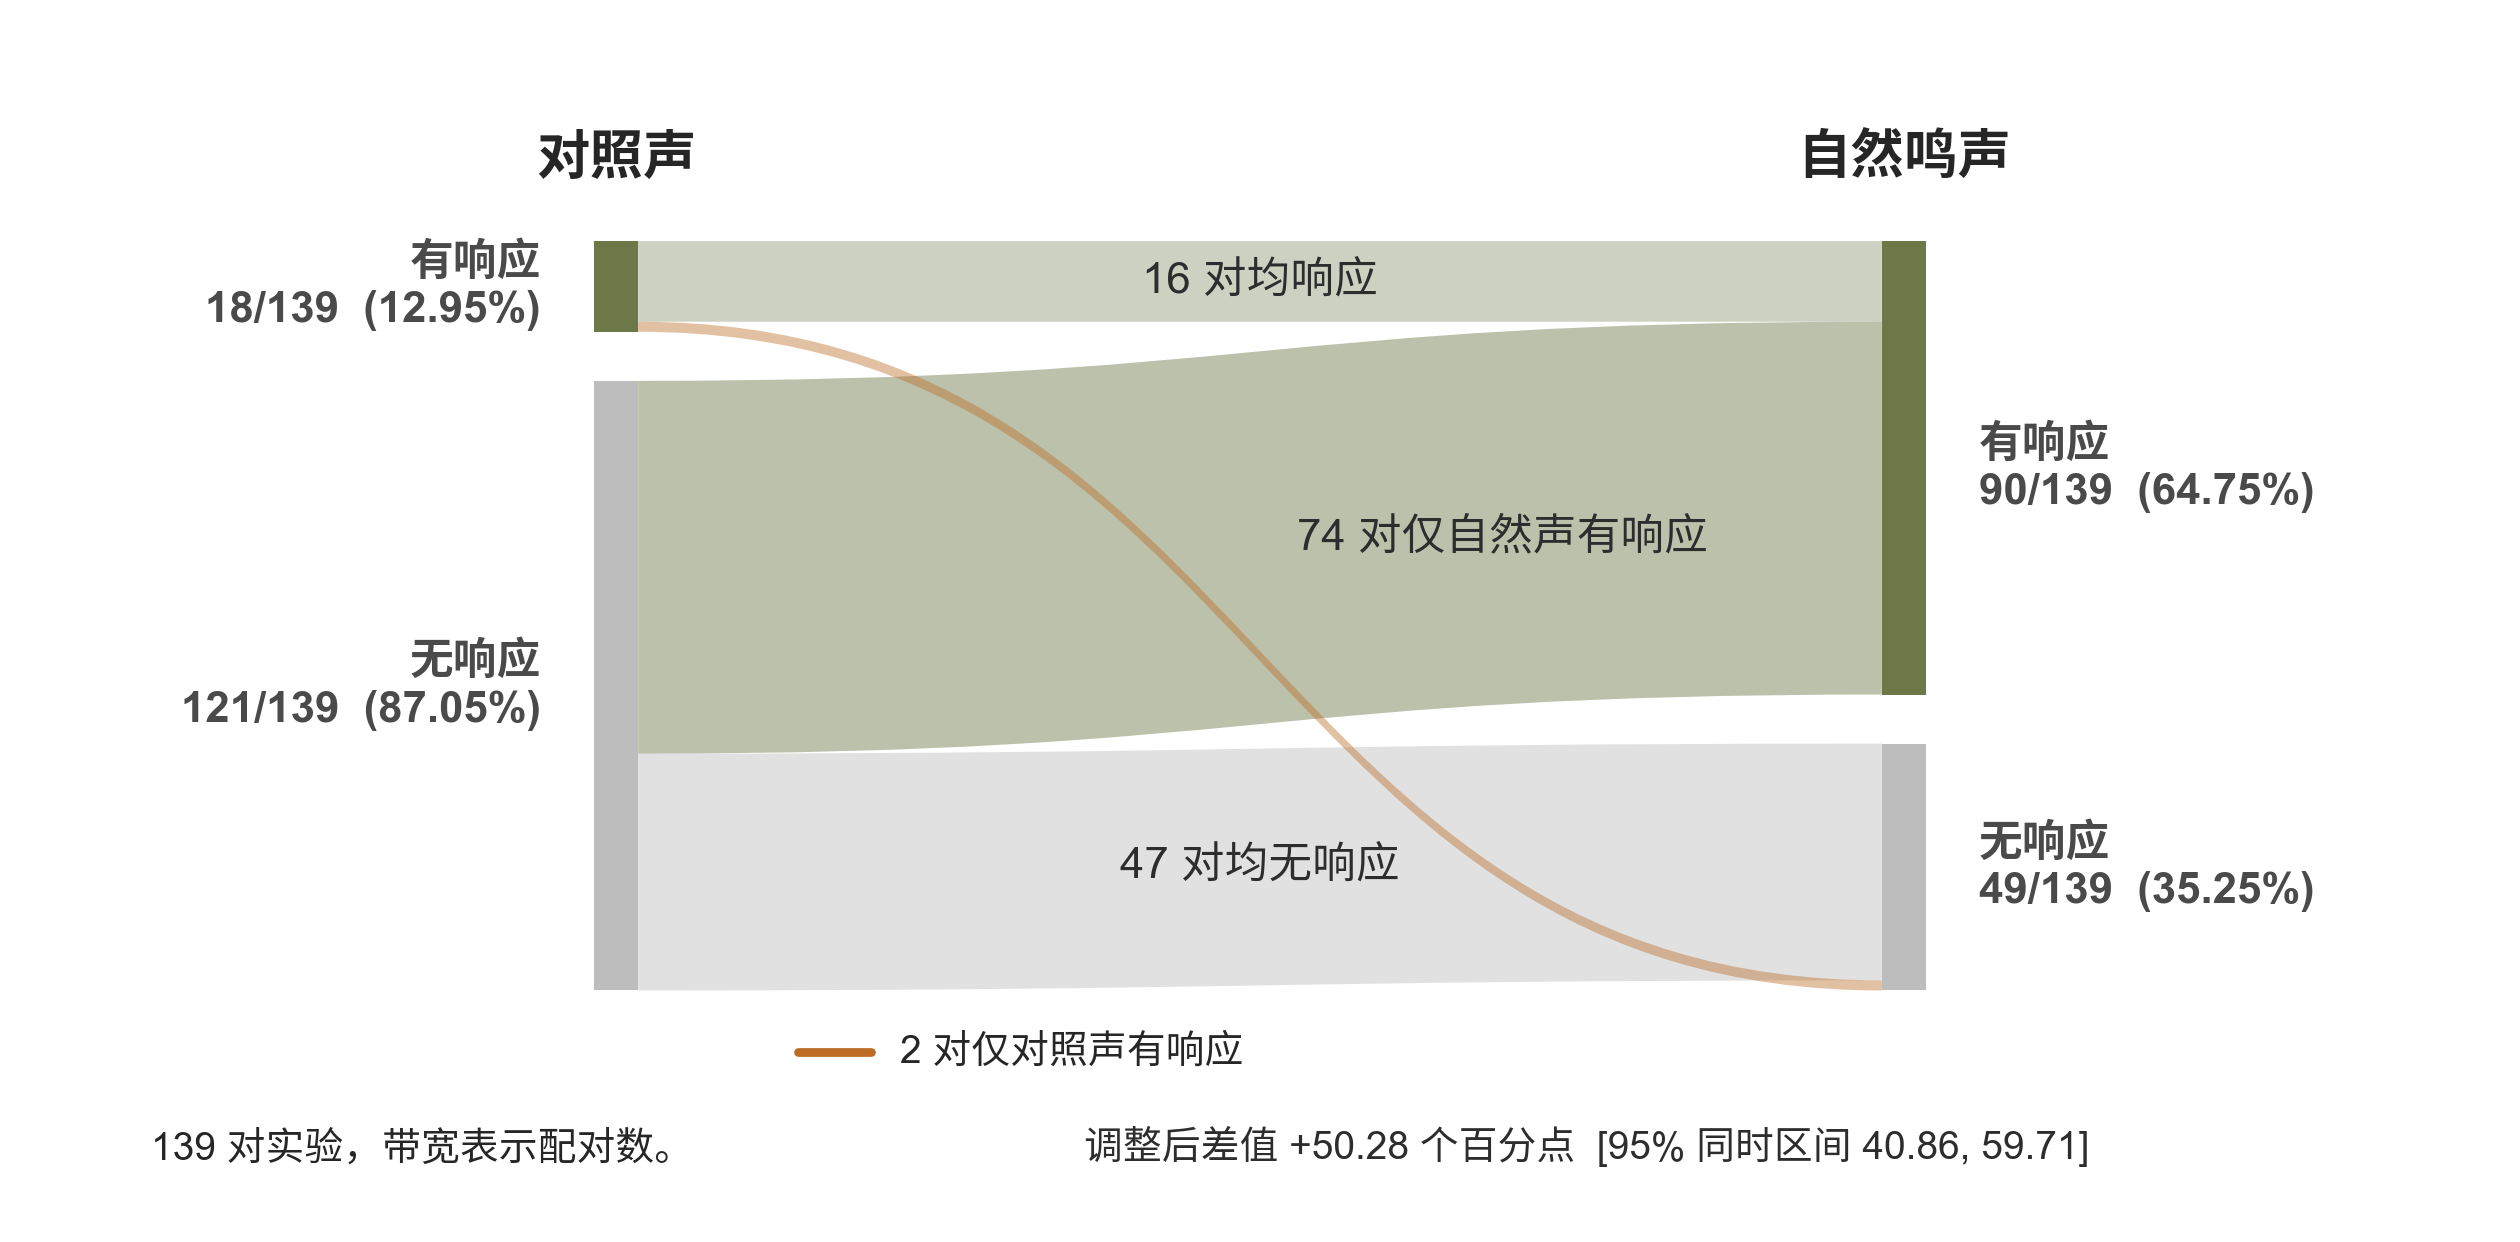 对照声
自然鸣声
有响应
18/139 (12.95%)
16 对均响应
有响应
90/139 (64.75%)
74 对仅自然声有响应
无响应
121/139 (87.05%)
47 对均无响应
无响应
49/139 (35.25%)
2 对仅对照声有响应
139 对实验，带宽表示配对数。
调整后差值 +50.28 个百分点 [95% 同时区间 40.86, 59.71]